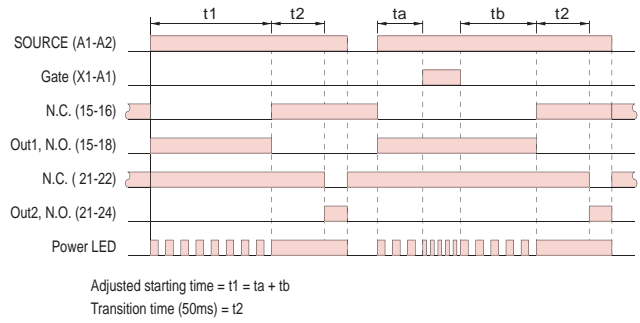 t1 t2 ta tb t2
SOURCE (A1-A2)
Gate (X1-A1)
N.C. (15-16)
Out1, N.O. (15-18)
N.C. ( 21-22)
Out2, N.O. (21-24)
Power LED
Adjusted starting time = t1 = ta + tb
Transition time (50ms) = t2